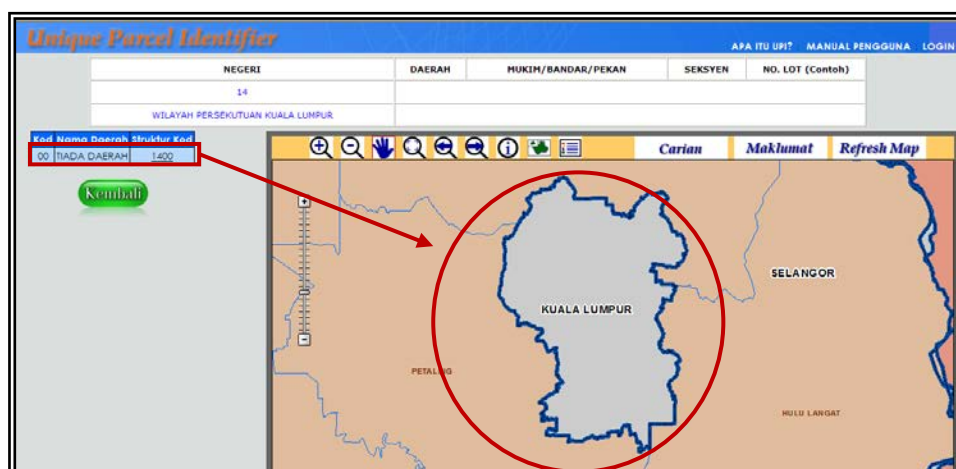 Unique Parcel Identifier
APA ITU UPI? MANUAL PENGGUNA LOGIN
NEGERI DAERAH MUKIM/BANDAR/PEKAN SEKSYEN NO. LOT (Contoh)
14
WILAYAH PERSEKUTUAN KUALA LUMPUR
Kod Nama Daerah Struktur Kod
00 TIADA DAERAH 1400
Kembali
Carian Maklumat Refresh Map
SELANGOR
KUALA LUMPUR
PETALING
HULU LANGAT